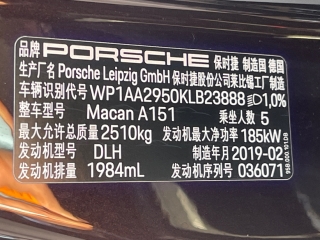 品牌 PORSCHE 保时捷 制造国 德国
生产厂名 Porsche Leipzig GmbH 保时捷股份公司莱比锡工厂制造
车辆识别代号 WP1AA2950KLB23888 1,0%
整车型号 Macan A151 乘坐人数 5
最大允许总质量 2510kg 发动机最大净功率 185kW
发动机型号 DLH 制造年月 2019-02
发动机排量 1984mL 发动机序列号 036071